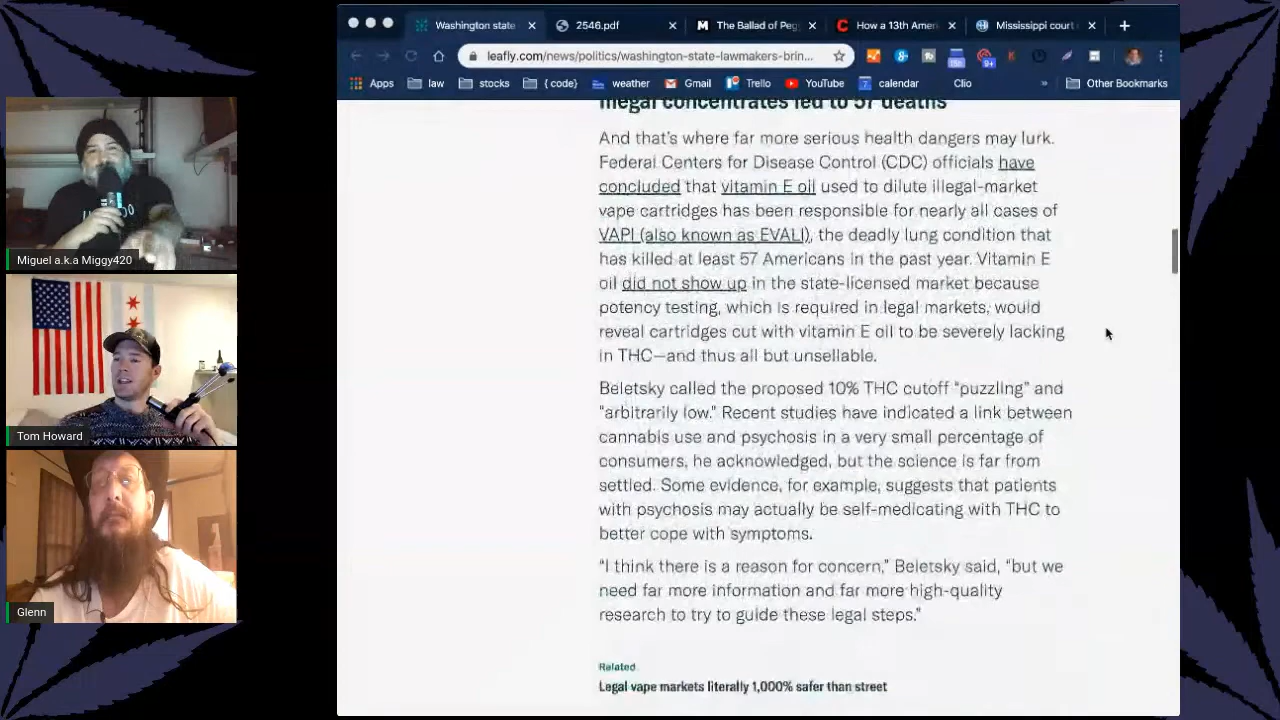 Washington state
2546.pdf
The Ballad of Peg
How a 13th Amer
Mississippi court
leafly.com/news/politics/washington-state-lawmakers-brin...
Apps
law
stocks
{ code}
weather
Gmail
Trello
YouTube
calendar
Clio
Other Bookmarks
Illegal concentrates led to 57 deaths
And that's where far more serious health dangers may lurk.
Federal Centers for Disease Control (CDC) officials have
concluded that vitamin E oil used to dilute illegal-market
vape cartridges has been responsible for nearly all cases of
VAPI (also known as EVALI), the deadly lung condition that
has killed at least 57 Americans in the past year. Vitamin E
oil did not show up in the state-licensed market because
potency testing, which is required in legal markets, would
reveal cartridges cut with vitamin E oil to be severely lacking
in THC—and thus all but unsellable.
Beletsky called the proposed 10% THC cutoff “puzzling” and
“arbitrarily low.” Recent studies have indicated a link between
cannabis use and psychosis in a very small percentage of
consumers, he acknowledged, but the science is far from
settled. Some evidence, for example, suggests that patients
with psychosis may actually be self-medicating with THC to
better cope with symptoms.
“I think there is a reason for concern,” Beletsky said, “but we
need far more information and far more high-quality
research to try to guide these legal steps.”
Related
Legal vape markets literally 1,000% safer than street
Miguel a.k.a Miggy420
Tom Howard
Glenn